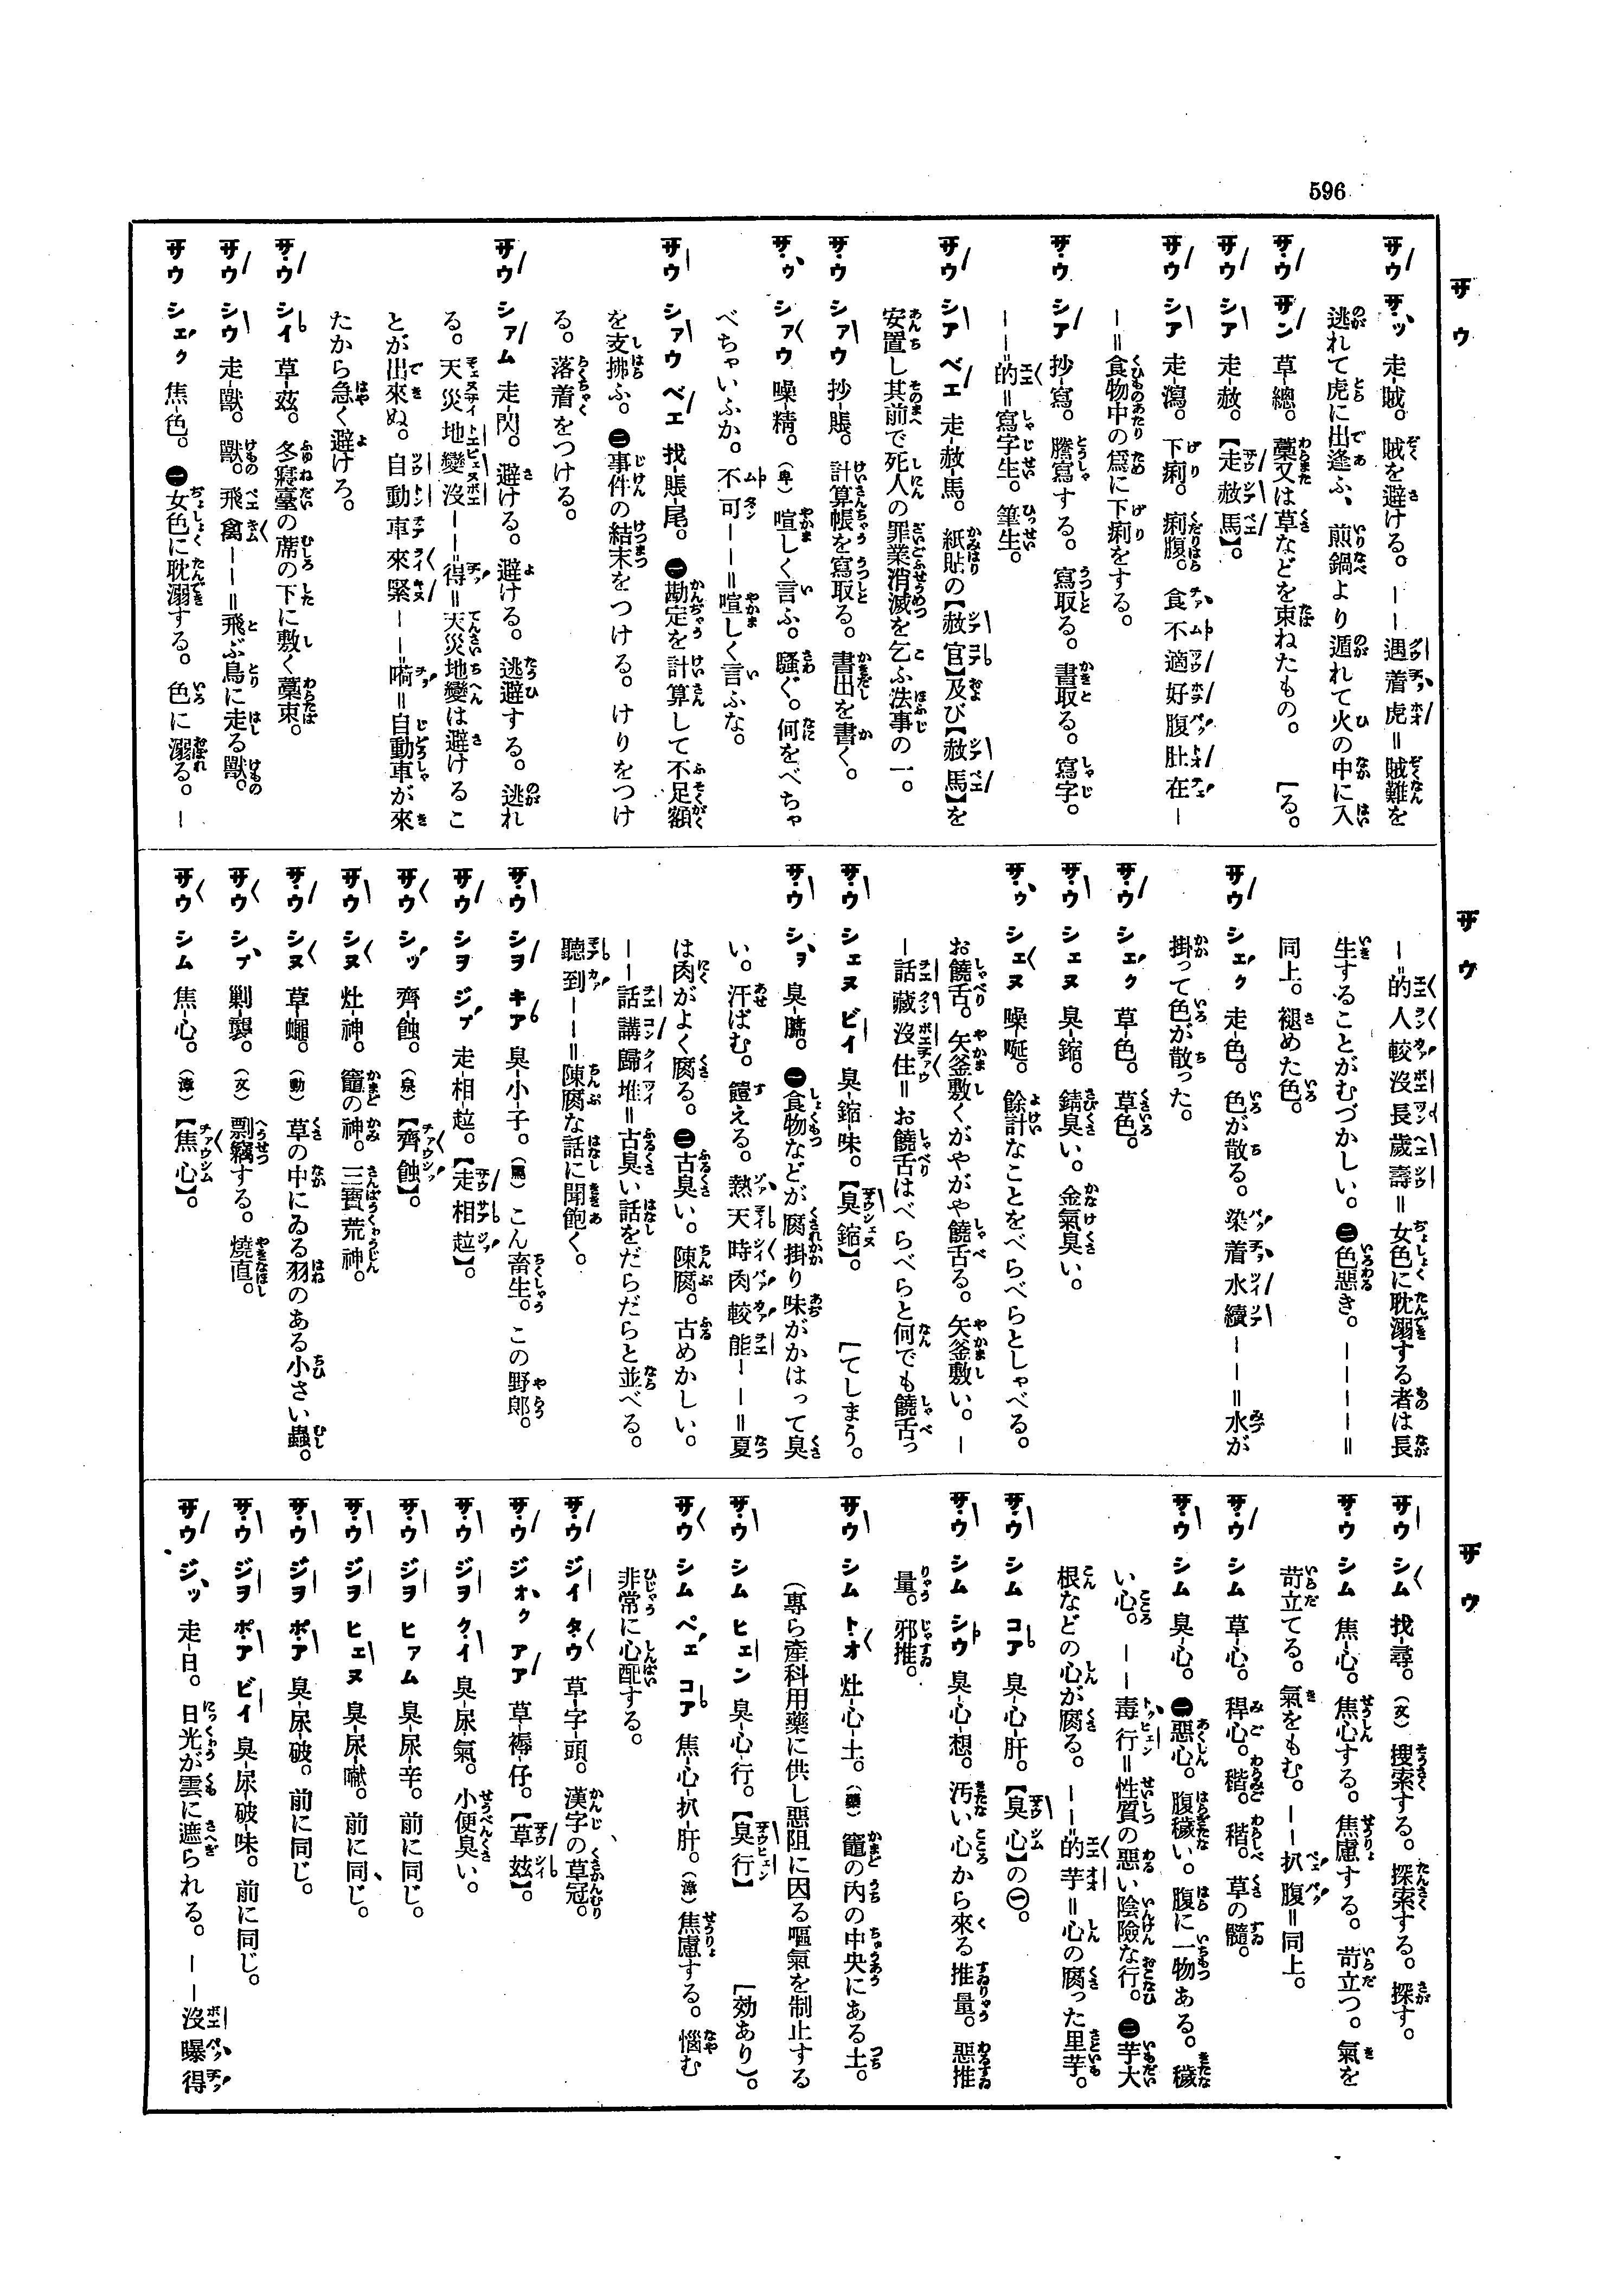 596
サウ
サウ
サウ
サウ サッ 走-賊。賊を避ける。－－遇着虎＝賊難を
逃れて虎に出逢ふ、煎鍋より遁れて火の中に入
サウ サン 草-總。藁又は草などを束ねたもの。　［る。
サウ シア 走-赦。【走赦馬】。
サウ シア 走-瀉。下痢。痢腹。食不適好腹肚在－
－＝食物中の爲に下痢をする。
サウ シア 抄-寫。謄寫する。寫取る。書取る。寫字。
－－＝的＝寫字生。筆生。
サウ シア ベエ 走-赦-馬。紙貼の【赦官】及び【赦馬】を
安置し其前で死人の罪業消滅を乞ふ法事の一。
サウ シァウ 抄-賬。計算帳を寫取る。書出を書く。
サウ シァウ 噪-精。（卑）喧しく言ふ。騷ぐ。何をべちゃ
べちゃいふか。不可－－＝喧しく言ふな。
サウ シァウ ベエ 找-賬-尾。㊀勘定を計算して不足額
を支拂ふ。㊁事件の結末をつける。けりをつけ
る。落着をつける。
サウ シァム 走-閃。避ける。避ける。逃避する。逃れ
る。天災地變沒－－＝得＝天災地變は避けるこ
とが出來ぬ。自動車來緊－－＝嗬＝自動車が來
たから急く避けろ。
サウ シイ 草-茲。冬寢臺の蓆の下に敷く藁束。
サウ シウ 走-獸。獸。飛禽－－＝飛ぶ鳥に走る獸。
サウ シェク 焦-色。㊀女色に耽溺する。色に溺る。－
－＝的人較沒長歲壽＝女色に耽溺する者は長
生することがむづかしい。㊁色惡き。－－－－＝
同上。褪めた色。
サウ シェク 走-色。色が散る。染着水續－－＝水が
掛って色が散った。
サウ シェク 草-色。草色。
サウ シェヌ 臭-鏥。錆臭い。金氣臭い。
サウ シェヌ 噪-唌。餘計なことをべらべらとしゃべる。
お饒舌。矢釜敷くがやがや饒舌る。矢釜敷い。－
－話藏沒住＝お饒舌はべらべらと何でも饒舌っ
サウ シェヌ ビイ 臭-鏥-味。【臭鏥】。　［てしまう。
サウ シヲ 臭-臊。㊀食物などが腐掛り味がかはって臭
い。汗ばむ。饐える。熱天時肉較能－－＝夏
は肉がよく腐る。㊁古臭い。陳腐。古めかしい。
－－話講歸堆＝古臭い話をだらだらと並べる。
聽到－－＝陳腐な話に聞飽く。
サウ シヲ キア 臭-小-子。（罵）こん畜生。この野郎。
サウ シヲ ジプ 走-相-𨑨。【走相𨑨】。
サウ シッ 齊-蝕。（泉）【齊蝕】。
サウ シヌ 灶-神。竈の神。三寶荒神。
サウ シヌ 草-蠅。（動）草の中にゐる羽のある小さい蟲。
サウ シプ 剿-襲。（文）剽竊する。燒直。
サウ シム 焦-心。（漳）【焦心】。
サウ シム 找-尋。（文）搜索する。探索する。探す。
サウ シム 焦-心。焦心する。焦慮する。苛立つ。氣を
苛立てる。氣をもむ。－－扒腹＝同上。
サウ シム 草-心。稈心。稭。稭。草の髓。
サウ シム 臭-心。㊀惡心。腹穢い。腹に一物ある。穢
い心。－－毒行＝性質の惡い陰險な行。㊁芋大
根などの心が腐る。－－＝的芋＝心の腐った里芋。
サウ シム コア 臭-心-肝。【臭心】の㊀。
サウ シム シウ 臭-心-想。汚い心から來る推量。惡推
量。邪推。
サウ シム トオ 灶-心-土。（藥）竈の內の中央にある土。
（專ら產科用藥に供し惡阻に因る嘔氣を制止する
サウ シム ヒェン 臭-心-行。【臭行】　［効あり）。
サウ シム ペェ コア 焦-心-扒-肝。（漳）焦慮する。惱む
非常に心配する。
サウ ジイ タウ 草-字-頭。漢字の草冠。
サウ ジオク アア 草-褥-仔。【草玆】。
サウ ジヲ クイ 臭-尿-氣。小便臭い。
サウ ジヲ ヒァム 臭-尿-辛。前に同じ。
サウ ジヲ ヒェヌ 臭-尿-㗾。前に同じ。
サウ ジヲ ポア 臭-尿-破。前に同じ。
サウ ジヲ ポア ビイ 臭-尿-破-味。前に同じ。
サウ ジッ 走-日。日光が雲に遮られる。－－沒曝得